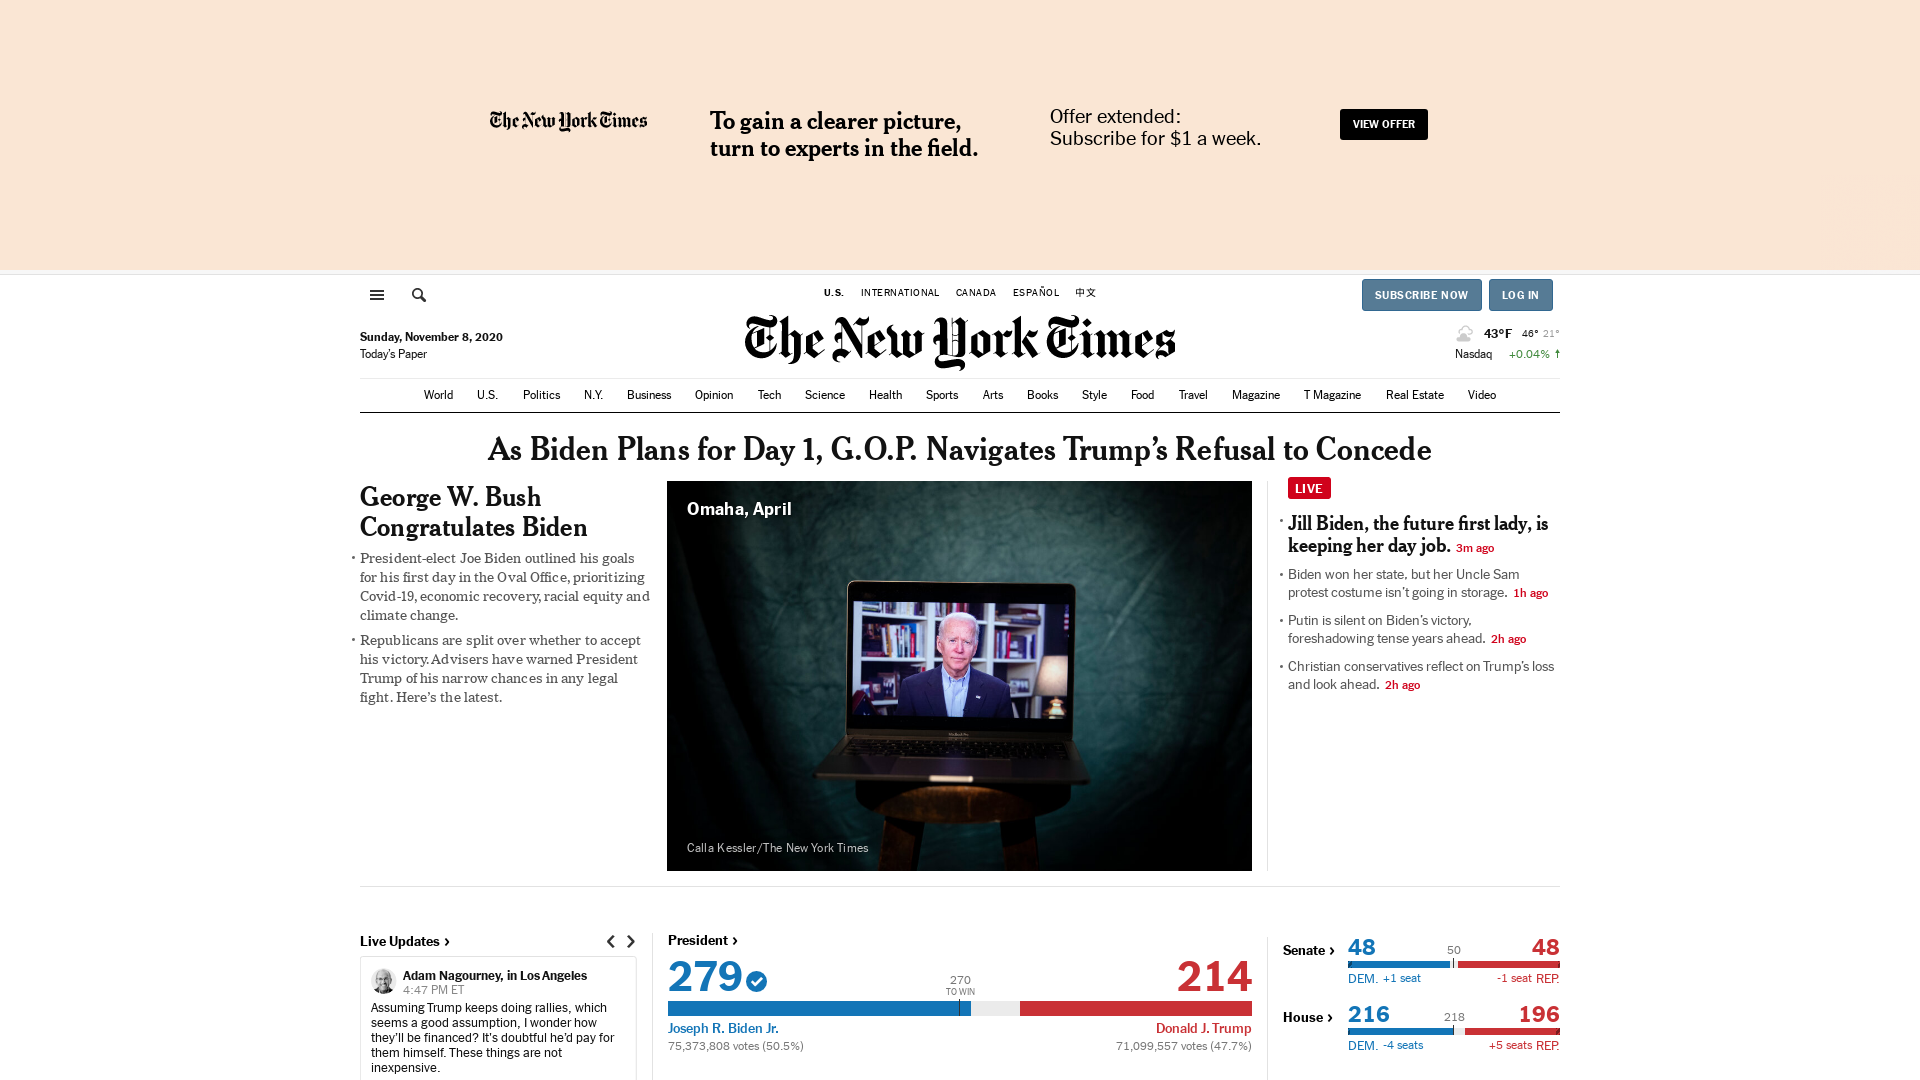 The New York Times
To gain a clearer picture,
turn to experts in the field.
Offer extended:
Subscribe for $1 a week.
VIEW OFFER
U.S. INTERNATIONAL CANADA ESPAÑOL 中文
SUBSCRIBE NOW LOG IN
Sunday, November 8, 2020
Today's Paper
The New York Times
43°F 46° 21°
Nasdaq +0.04% ↑
World U.S. Politics N.Y. Business Opinion Tech Science Health Sports Arts Books Style Food Travel Magazine T Magazine Real Estate Video
As Biden Plans for Day 1, G.O.P. Navigates Trump's Refusal to Concede
George W. Bush
Congratulates Biden
• President-elect Joe Biden outlined his goals
for his first day in the Oval Office, prioritizing
Covid-19, economic recovery, racial equity and
climate change.
• Republicans are split over whether to accept
his victory. Advisers have warned President
Trump of his narrow chances in any legal
fight. Here's the latest.
Omaha, April
Calla Kessler/The New York Times
LIVE
• Jill Biden, the future first lady, is
keeping her day job. 3m ago
• Biden won her state, but her Uncle Sam
protest costume isn't going in storage. 1h ago
• Putin is silent on Biden's victory,
foreshadowing tense years ahead. 2h ago
• Christian conservatives reflect on Trump's loss
and look ahead. 2h ago
Live Updates ›
Adam Nagourney, in Los Angeles
4:47 PM ET
Assuming Trump keeps doing rallies, which
seems a good assumption, I wonder how
they'll be financed? It's doubtful he'd pay for
them himself. These things are not
inexpensive.
President ›
279 214
270
TO WIN
Joseph R. Biden Jr. Donald J. Trump
75,373,808 votes (50.5%) 71,099,557 votes (47.7%)
Senate › 48 50 48
DEM. +1 seat -1 seat REP.
House › 216 218 196
DEM. -4 seats +5 seats REP.